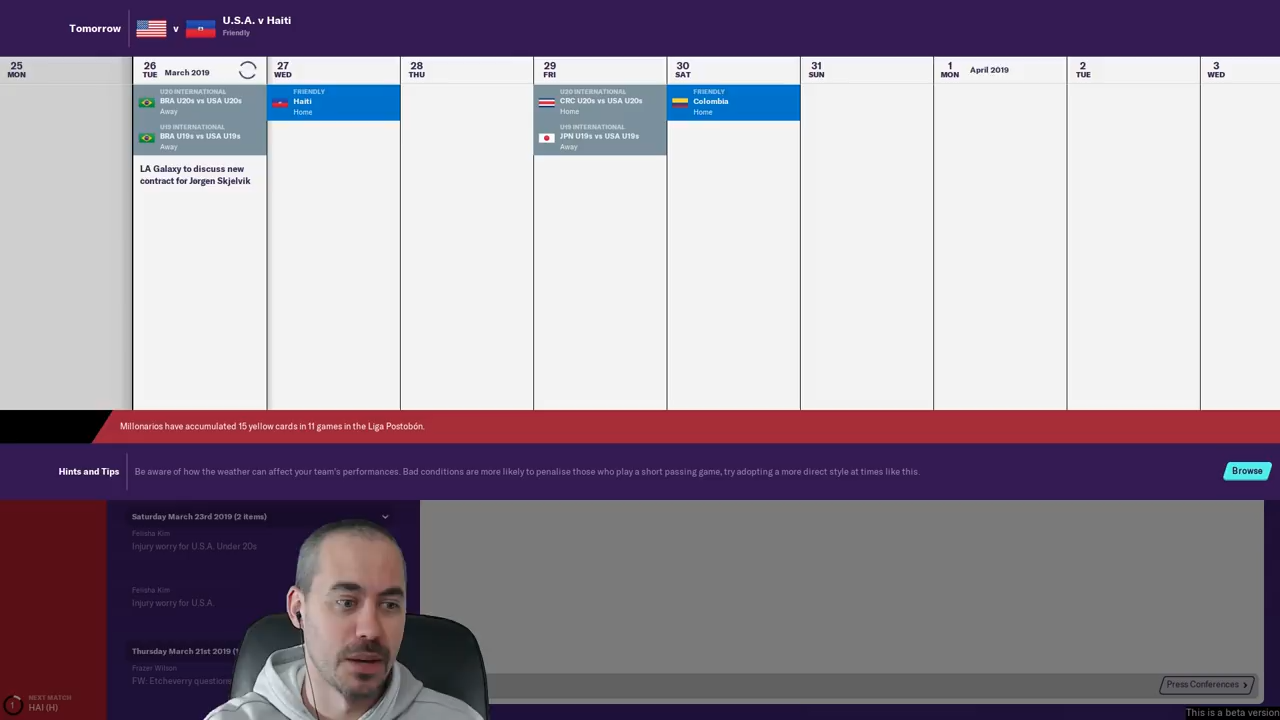 Tomorrow
v
U.S.A. v Haiti
Friendly
25
MON
26
TUE
March 2019
27
WED
28
THU
29
FRI
30
SAT
31
SUN
1
MON
April 2019
2
TUE
3
WED
U20 INTERNATIONAL
BRA U20s vs USA U20s
Away
U19 INTERNATIONAL
BRA U19s vs USA U19s
Away
LA Galaxy to discuss new
contract for Jørgen Skjelvik
FRIENDLY
Haiti
Home
U20 INTERNATIONAL
CRC U20s vs USA U20s
Home
U19 INTERNATIONAL
JPN U19s vs USA U19s
Away
FRIENDLY
Colombia
Home
Millonarios have accumulated 15 yellow cards in 11 games in the Liga Postobón.
Hints and Tips
Be aware of how the weather can affect your team's performances. Bad conditions are more likely to penalise those who play a short passing game, try adopting a more direct style at times like this.
Browse
Saturday March 23rd 2019 (2 items)
Felisha Kim
Injury worry for U.S.A. Under 20s
Felisha Kim
Injury worry for U.S.A.
Thursday March 21st 2019
Frazer Wilson
FW: Etcheverry questions
Press Conferences
1
NEXT MATCH
HAI (H)
This is a beta version